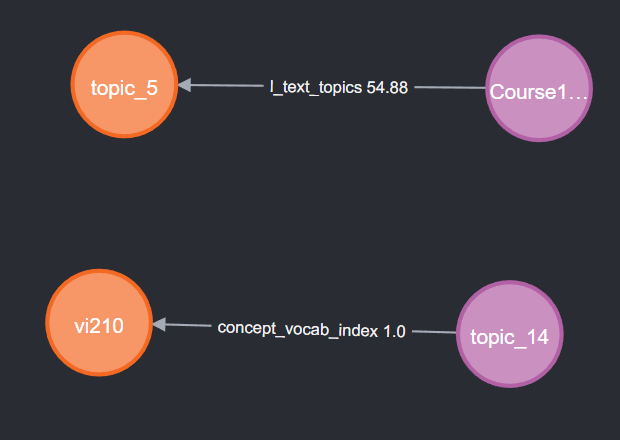 topic_5
l_text_topics 54.88
Course1...
vi210
concept_vocab_index 1.0
topic_14